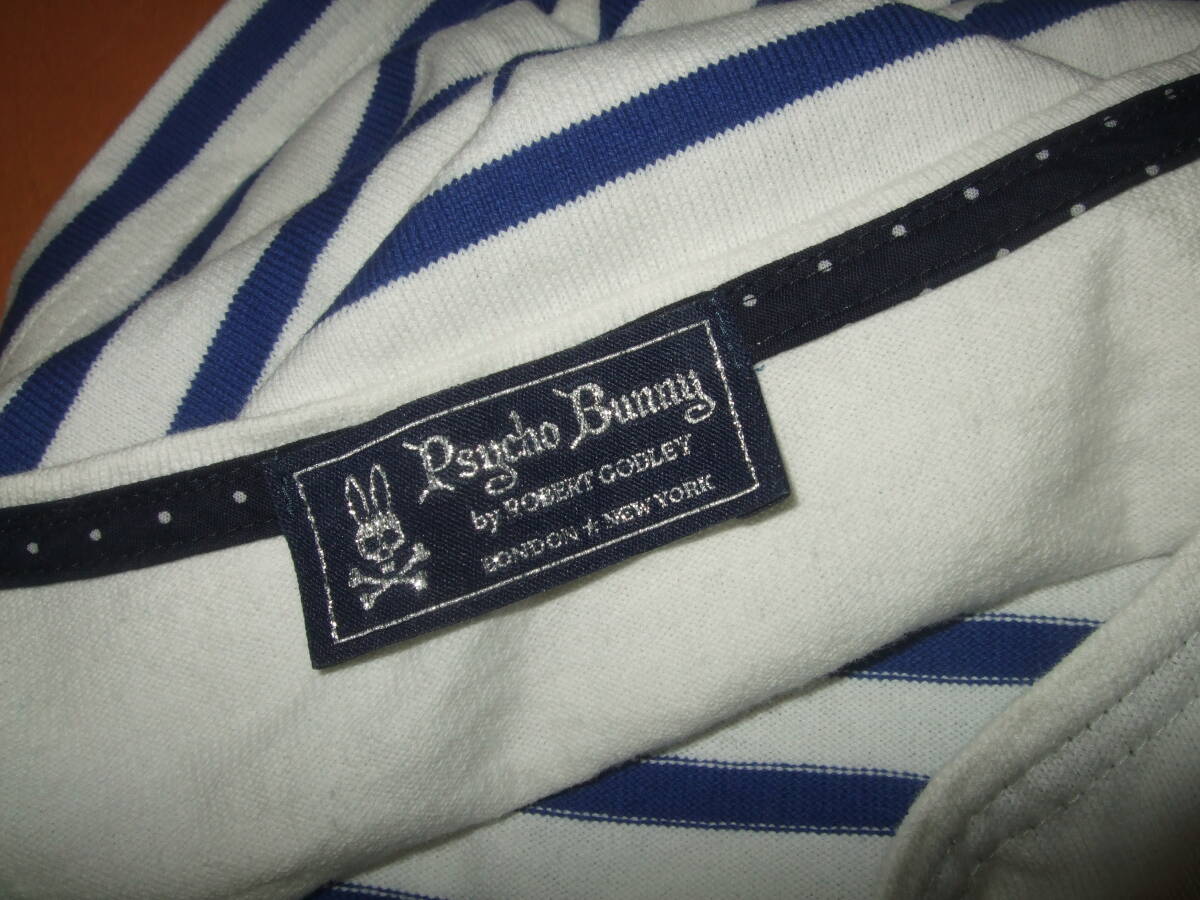 Psycho Bunny
by ROBERT GODLEY
LONDON + NEW YORK